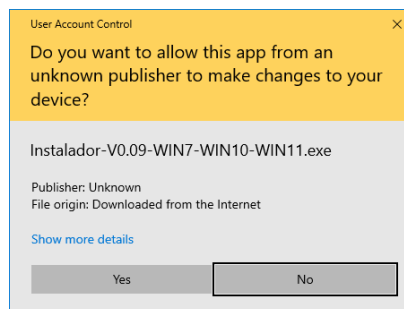 User Account Control
Do you want to allow this app from an
unknown publisher to make changes to your
device?
Instalador-V0.09-WIN7-WIN10-WIN11.exe
Publisher: Unknown
File origin: Downloaded from the Internet
Show more details
Yes
No